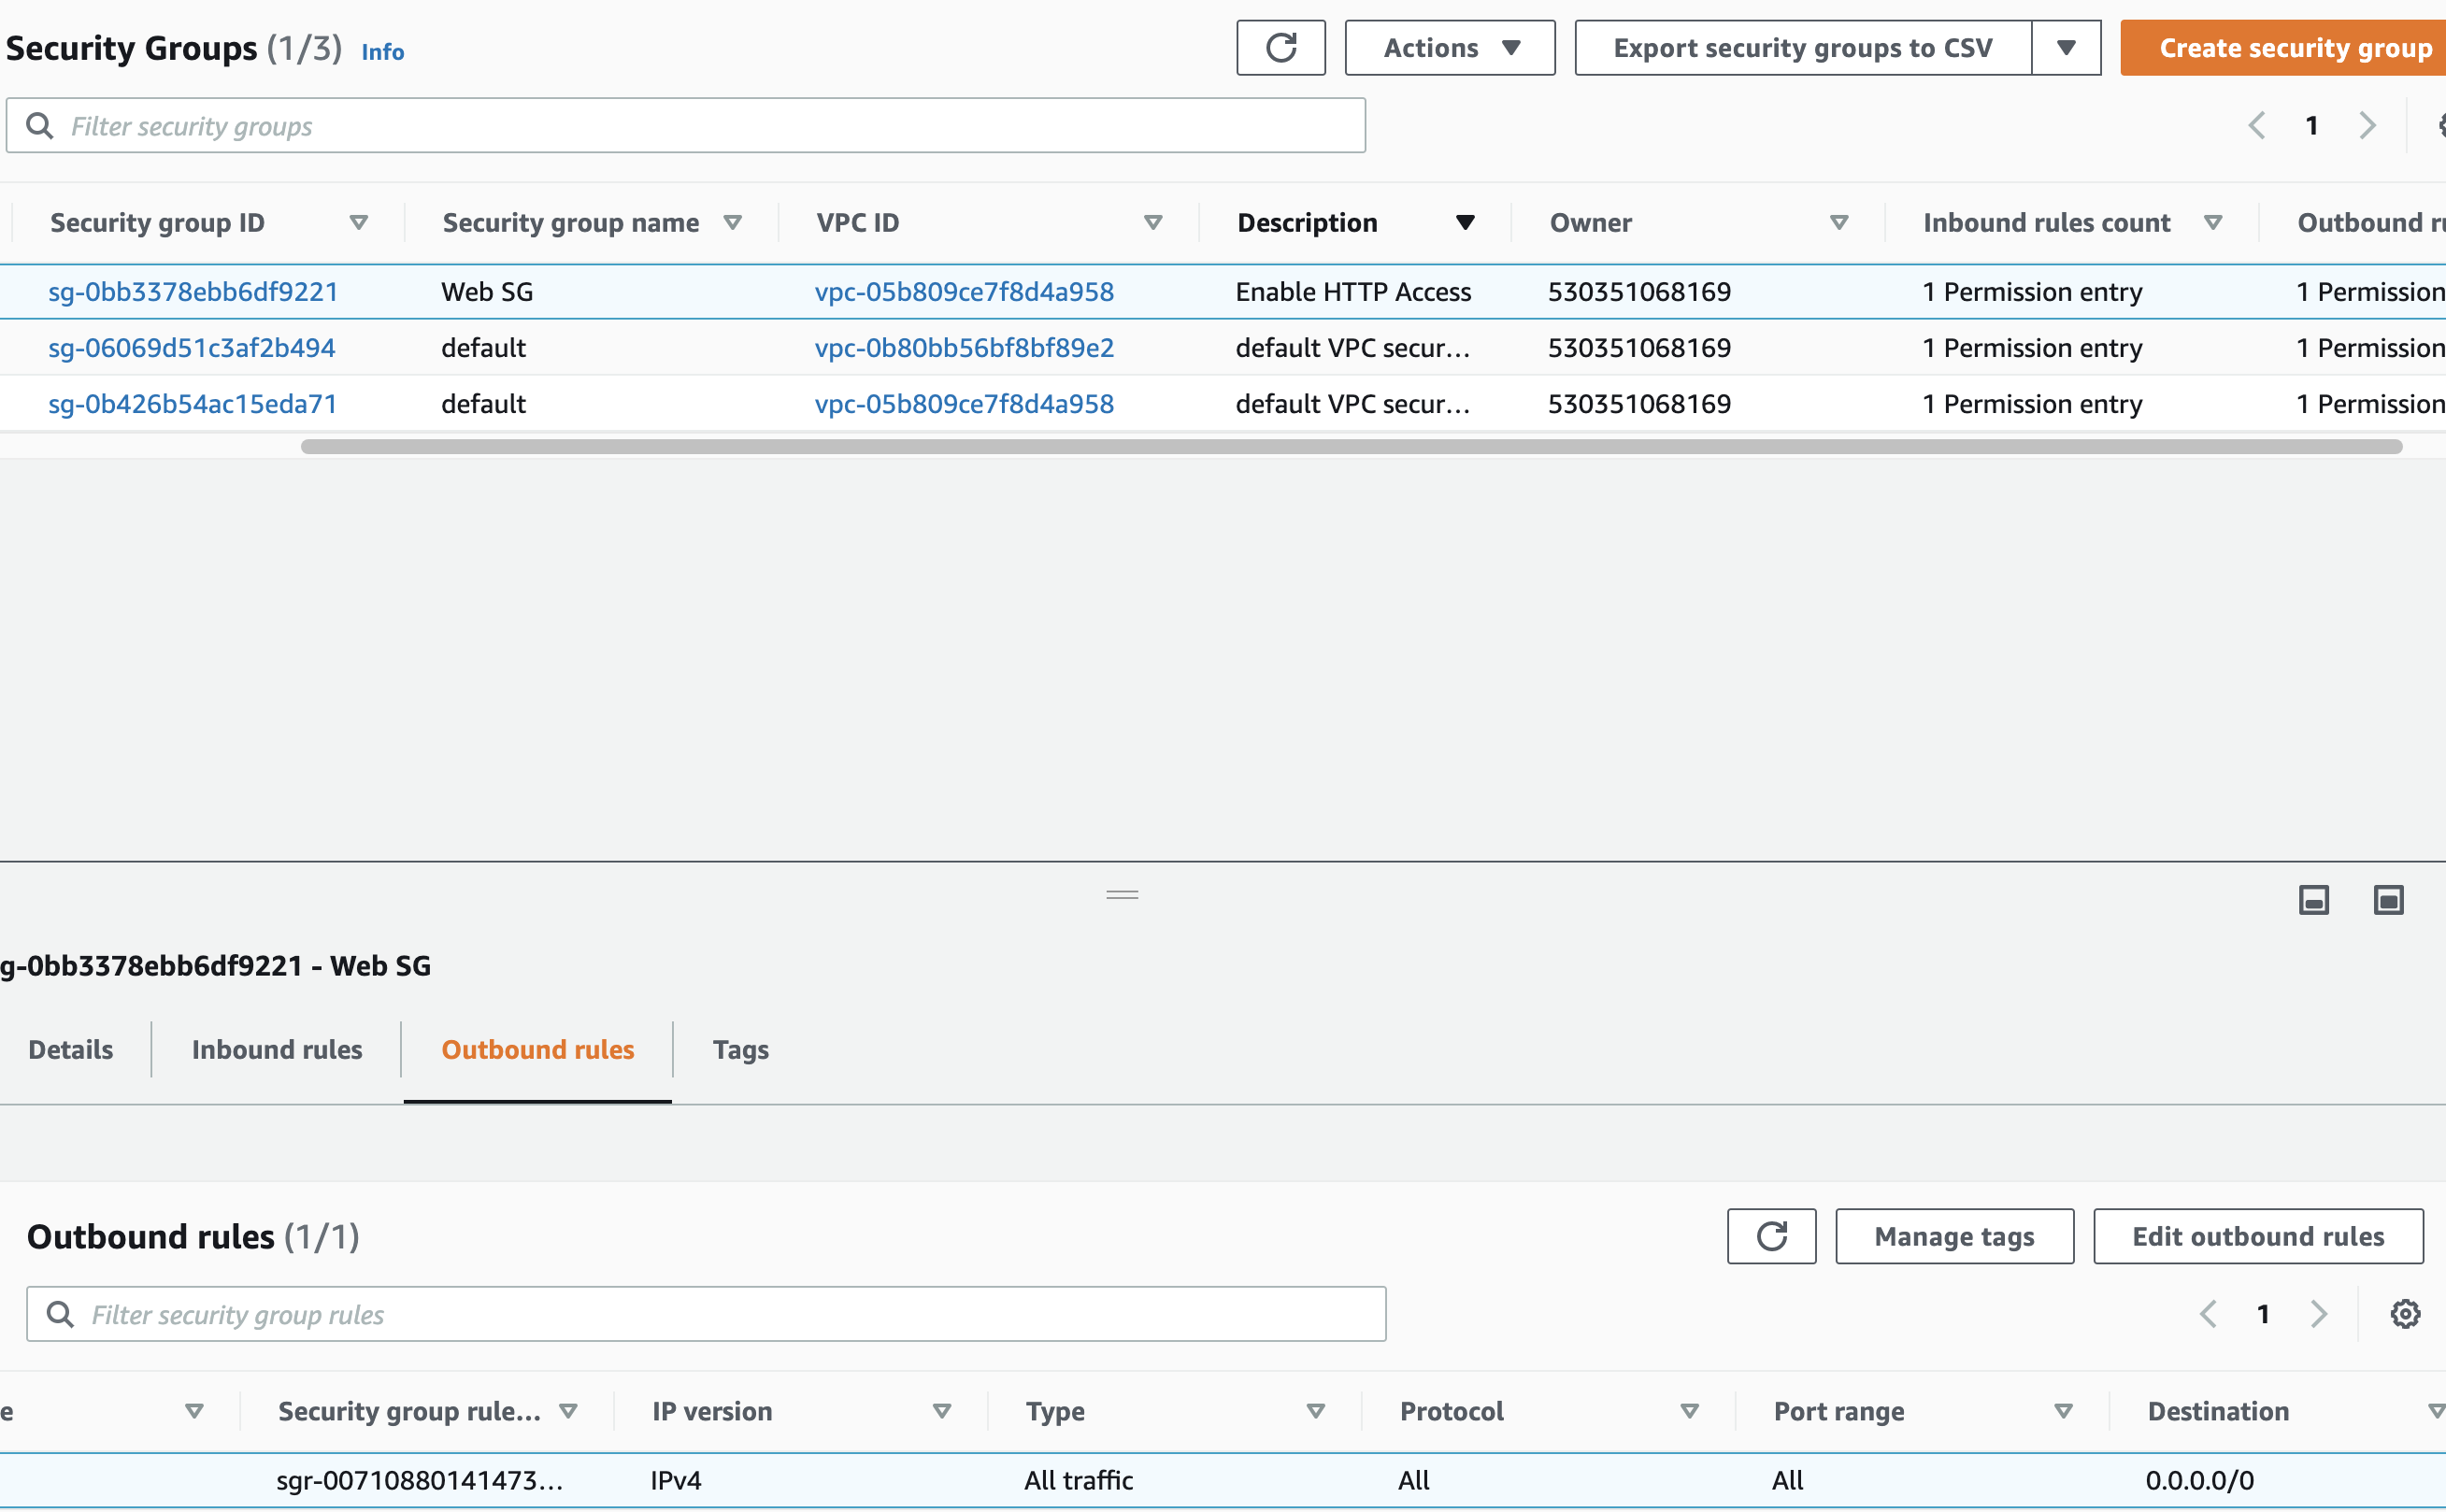 Security Groups (1/3) Info
Actions
Export security groups to CSV
Create security group
Filter security groups
1
Security group ID Security group name VPC ID Description Owner Inbound rules count Outbound
sg-0bb3378ebb6df9221 Web SG vpc-05b809ce7f8d4a958 Enable HTTP Access 530351068169 1 Permission entry 1 Permission
sg-06069d51c3af2b494 default vpc-0b80bb56bf8bf89e2 default VPC secur... 530351068169 1 Permission entry 1 Permission
sg-0b426b54ac15eda71 default vpc-05b809ce7f8d4a958 default VPC secur... 530351068169 1 Permission entry 1 Permission
g-0bb3378ebb6df9221 - Web SG
Details Inbound rules Outbound rules Tags
Outbound rules (1/1)
Manage tags
Edit outbound rules
Filter security group rules
1
e Security group rule... IP version Type Protocol Port range Destination
sgr-00710880141473... IPv4 All traffic All All 0.0.0.0/0